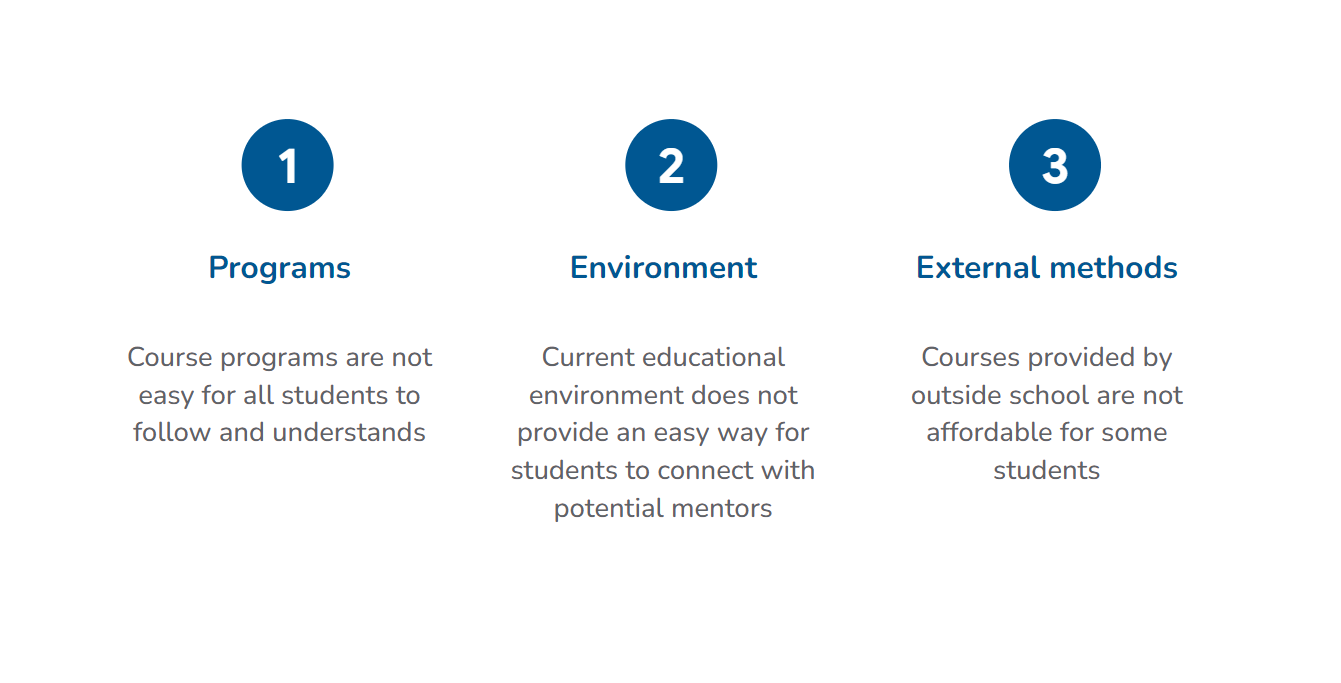 1
Programs
Course programs are not
easy for all students to
follow and understands
2
Environment
Current educational
environment does not
provide an easy way for
students to connect with
potential mentors
3
External methods
Courses provided by
outside school are not
affordable for some
students